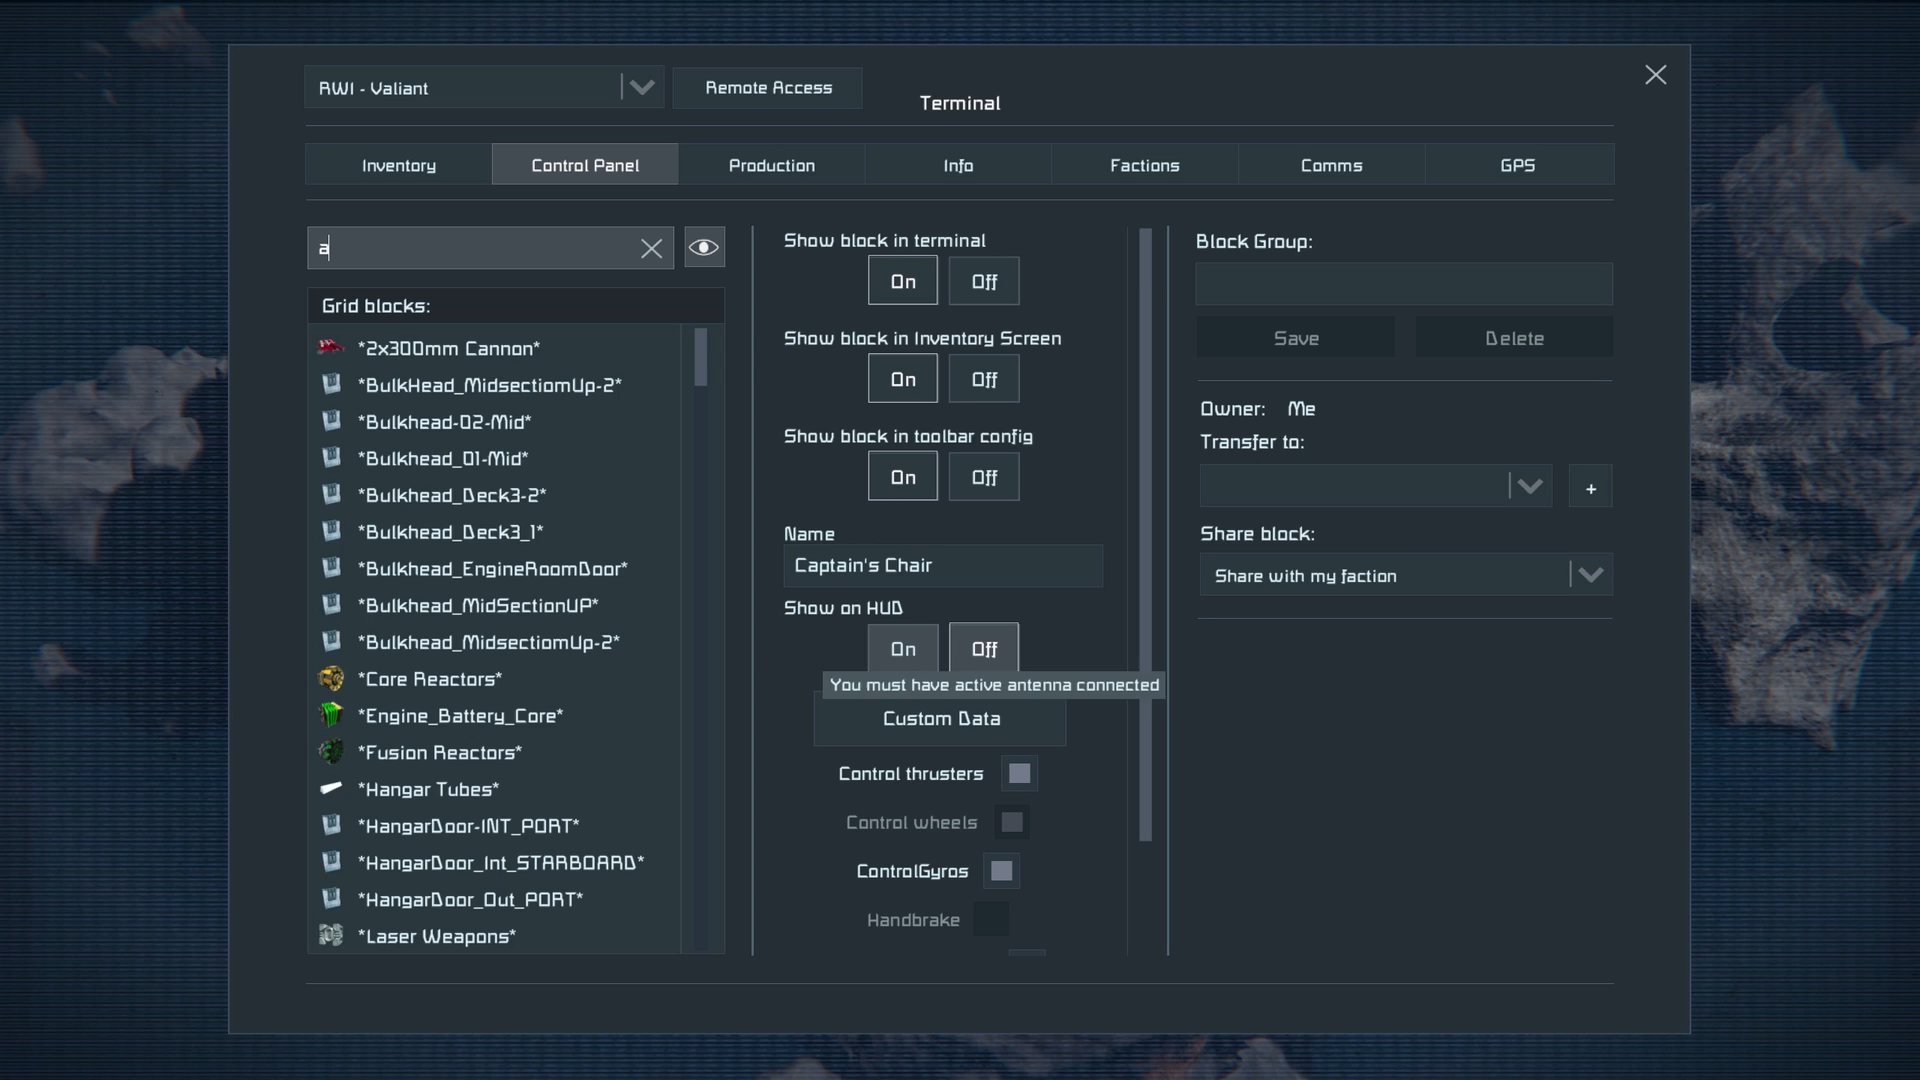 RWI - Valiant
Remote Access
Terminal
Inventory
Control Panel
Production
Info
Factions
Comms
GPS
a
Grid blocks:
*2x300mm Cannon*
*BulkHead_MidsectiomUp-2*
*Bulkhead-02-Mid*
*Bulkhead_01-Mid*
*Bulkhead_Deck3-2*
*Bulkhead_Deck3_1*
*Bulkhead_EngineRoomDoor*
*Bulkhead_MidSectionUP*
*Bulkhead_MidsectiomUp-2*
*Core Reactors*
*Engine_Battery_Core*
*Fusion Reactors*
*Hangar Tubes*
*HangarDoor-INT_PORT*
*HangarDoor_Int_STARBOARD*
*HangarDoor_Out_PORT*
*Laser Weapons*
Show block in terminal
On Off
Show block in Inventory Screen
On Off
Show block in toolbar config
On Off
Name
Captain's Chair
Show on HUD
On Off
You must have active antenna connected
Custom Data
Control thrusters
Control wheels
ControlGyros
Handbrake
Block Group:
Save Delete
Owner: Me
Transfer to:
+
Share block:
Share with my faction